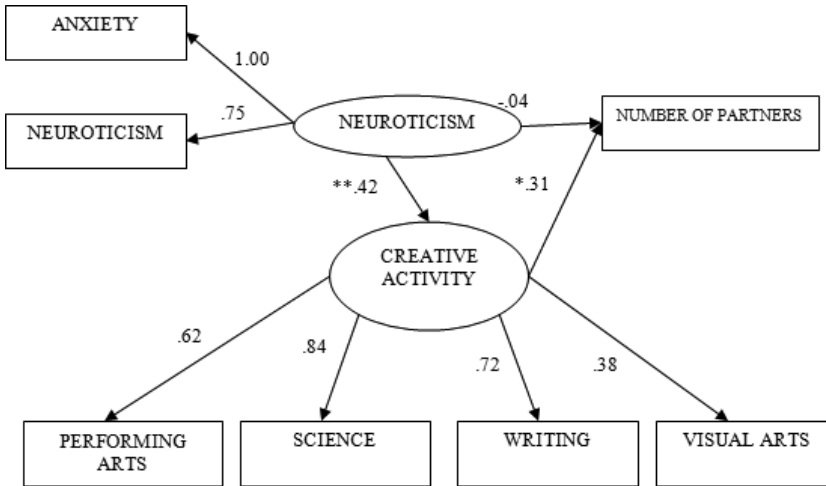 ANXIETY
1.00
-.04
NEUROTICISM
NEUROTICISM
.75
NUMBER OF PARTNERS
**.42
*.31
CREATIVE
ACTIVITY
.62
.84
.72
.38
PERFORMING
ARTS
SCIENCE
WRITING
VISUAL ARTS